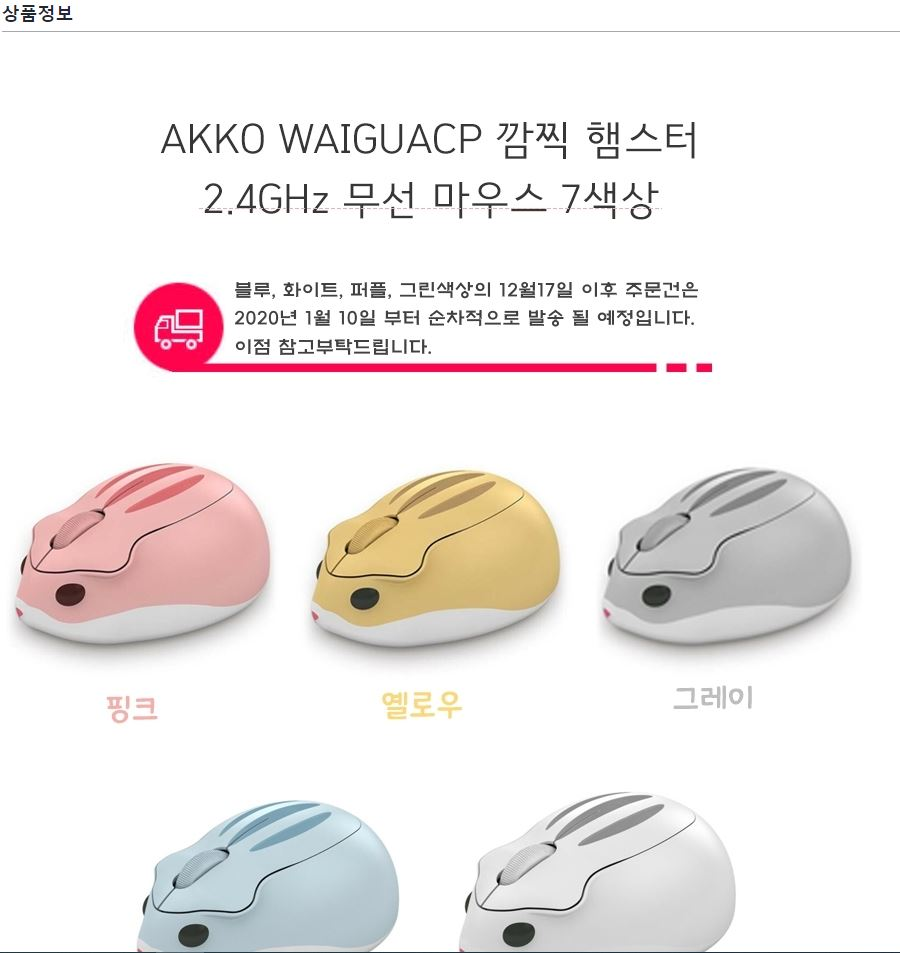 상품정보
AKKO WAIGUACP 깜찍 햄스터
2.4GHz 무선 마우스 7색상
블루, 화이트, 퍼플, 그린색상의 12월17일 이후 주문건은
2020년 1월 10일 부터 순차적으로 발송 될 예정입니다.
이점 참고부탁드립니다.
핑크
옐로우
그레이